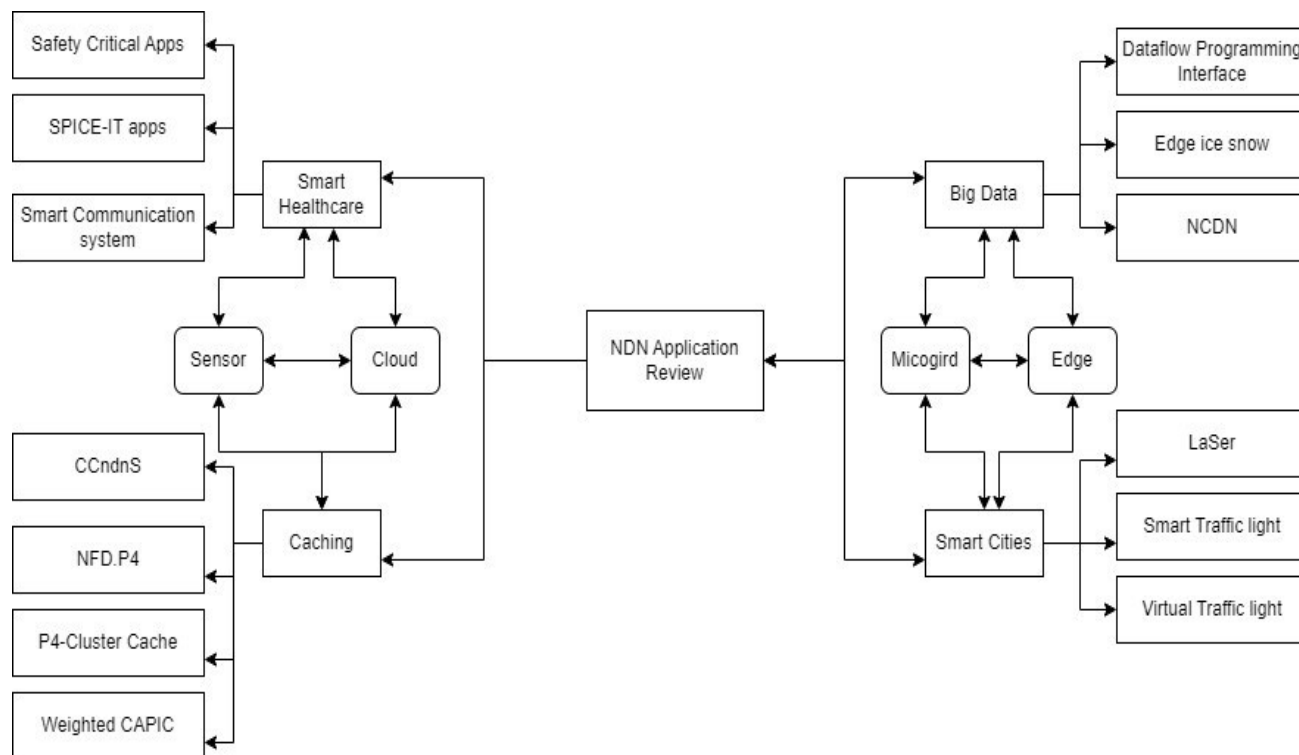 Safety Critical Apps
SPICE-IT apps
Smart Communication
system
Smart
Healthcare
Sensor
Cloud
CCndnS
NFD.P4
P4-Cluster Cache
Weighted CAPIC
Caching
NDN Application
Review
Big Data
Dataflow Programming
Interface
Edge ice snow
NCDN
Micogird
Edge
Smart Cities
LaSer
Smart Traffic light
Virtual Traffic light